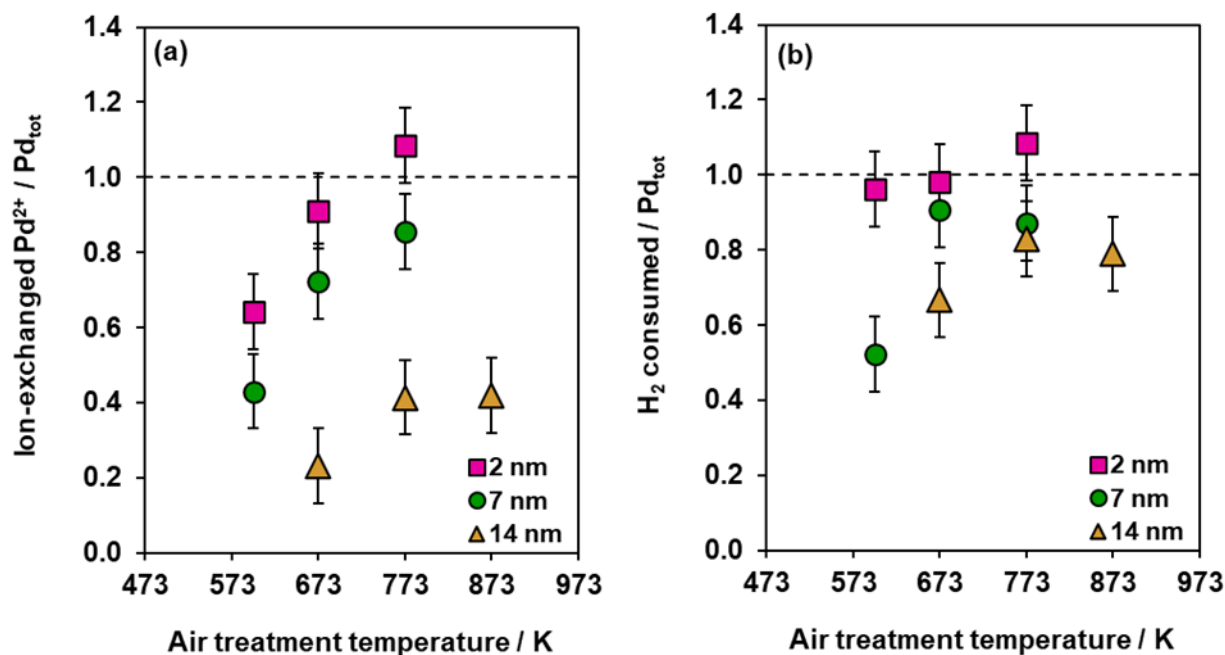 (a)
Ion-exchanged Pd²⁺ / Pd_tot
1.4
1.2
1.0
0.8
0.6
0.4
0.2
0.0
2 nm
7 nm
14 nm
473 573 673 773 873 973
Air treatment temperature / K
(b)
H₂ consumed / Pd_tot
1.4
1.2
1.0
0.8
0.6
0.4
0.2
0.0
2 nm
7 nm
14 nm
473 573 673 773 873 973
Air treatment temperature / K